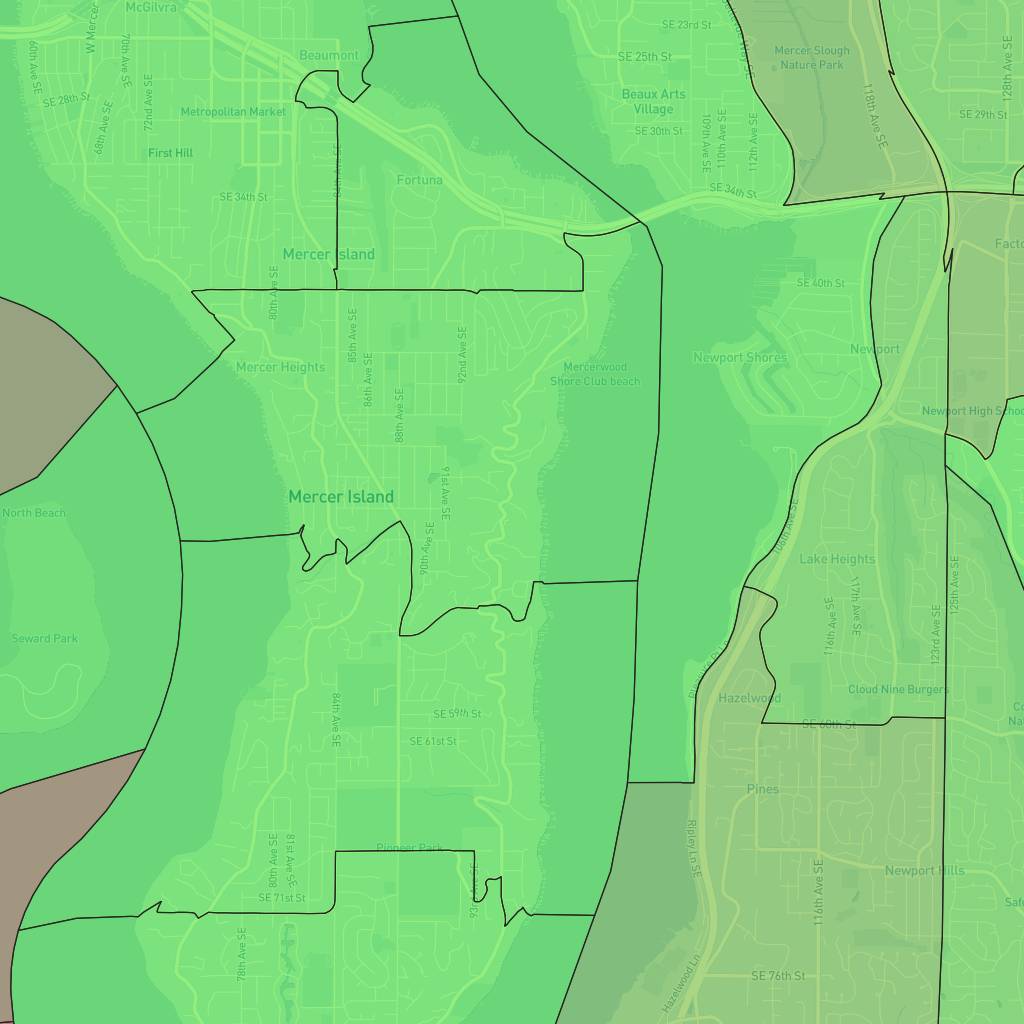 McGilvra
SE 23rd St
60th Ave SE
W Mercer
70th Ave SE
Beaumont
SE 25th St
Mercer Slough
Nature Park
128th Ave SE
SE 28th St
72nd Ave SE
Beaux Arts
Village
Metropolitan Market
118th Ave SE
SE 29th St
68th Ave SE
SE 30th St
109th Ave SE
110th Ave SE
112th Ave SE
First Hill
Fortuna
SE 34th St
SE 34th St
Mercer Island
80th Ave SE
SE 40th St
85th Ave SE
92nd Ave SE
Newport Shores
Newport
Mercer Heights
86th Ave SE
Mercerwood
Shore Club beach
88th Ave SE
Newport High Schoo
91st Ave SE
Mercer Island
North Beach
106th Ave SE
90th Ave SE
Lake Heights
125th Ave SE
117th Ave SE
116th Ave SE
123rd Ave SE
Seward Park
Cloud Nine Burgers
Hazelwood
84th Ave SE
SE 59th St
SE 60th St
SE 61st St
Pines
Ripley Ln SE
Pioneer Park
80th Ave SE
81st Ave SE
Newport Hills
93rd Ave SE
116th Ave SE
SE 71st St
78th Ave SE
SE 76th St
Hazelwood Ln